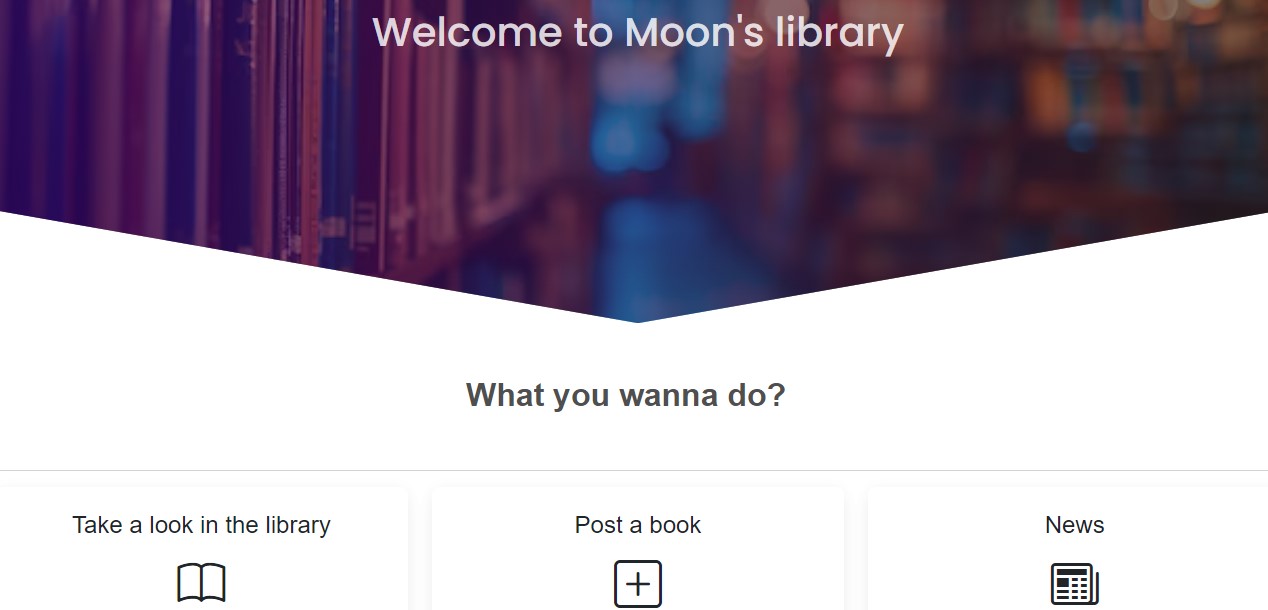 Welcome to Moon's library
What you wanna do?
Take a look in the library
Post a book
News